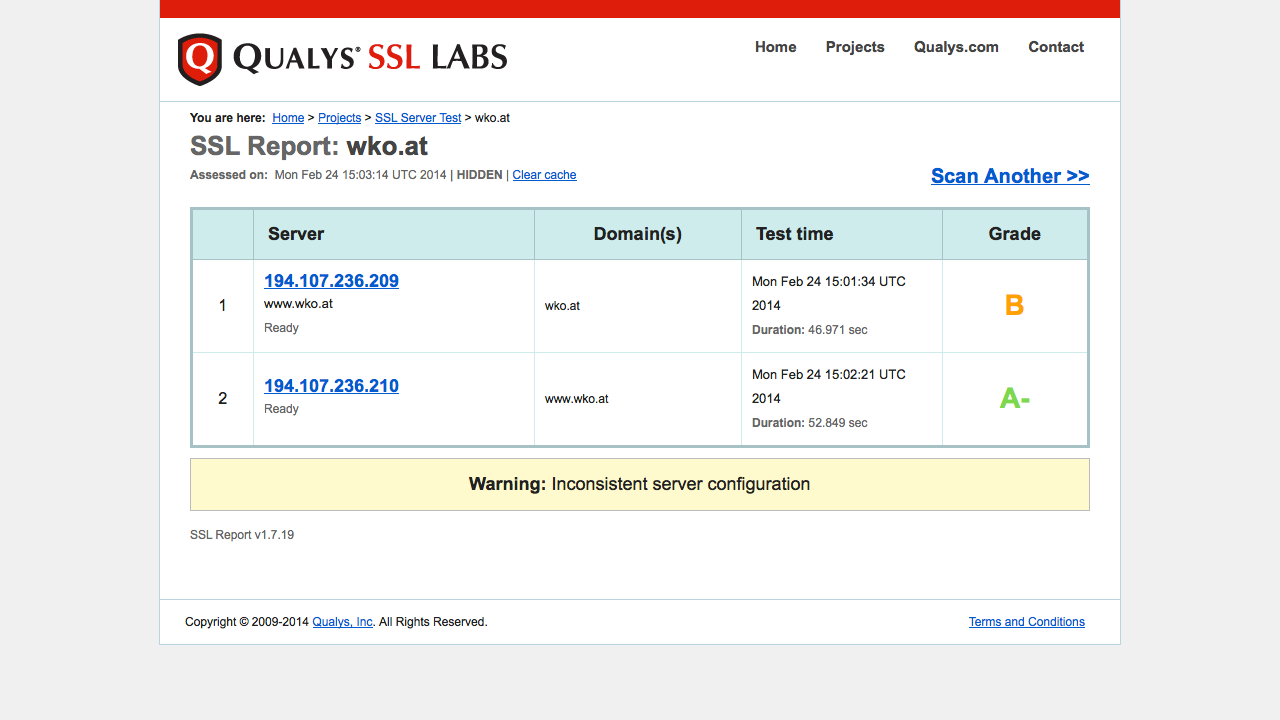 QUALYS® SSL LABS
Home Projects Qualys.com Contact
You are here: Home > Projects > SSL Server Test > wko.at
SSL Report: wko.at
Assessed on: Mon Feb 24 15:03:14 UTC 2014 | HIDDEN | Clear cache
Scan Another >>
Server Domain(s) Test time Grade
1
194.107.236.209
www.wko.at
Ready
wko.at
Mon Feb 24 15:01:34 UTC
2014
Duration: 46.971 sec
B
2
194.107.236.210
Ready
www.wko.at
Mon Feb 24 15:02:21 UTC
2014
Duration: 52.849 sec
A-
Warning: Inconsistent server configuration
SSL Report v1.7.19
Copyright © 2009-2014 Qualys, Inc. All Rights Reserved.
Terms and Conditions